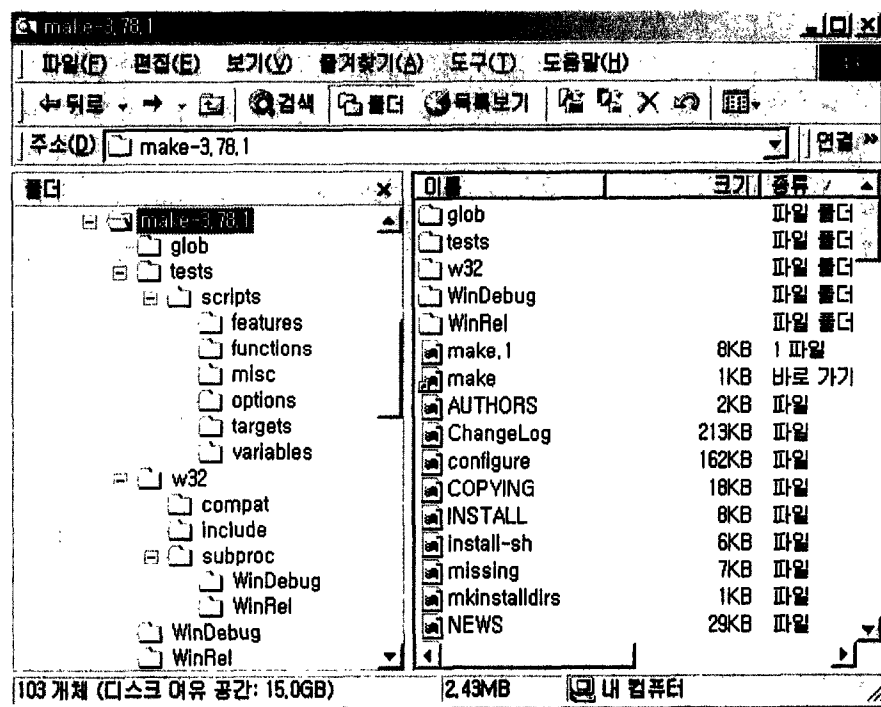 make-3.78.1
파일(F) 편집(E) 보기(V) 즐겨찾기(A) 도구(T) 도움말(H)
뒤로 검색 폴더 목록보기
주소(D) make-3.78.1 연결 »
폴더
make-3.78.1
glob
tests
scripts
features
functions
misc
options
targets
variables
w32
compat
include
subproc
WinDebug
WinRel
WinDebug
WinRel
이름 크기 종류
glob 파일 폴더
tests 파일 폴더
w32 파일 폴더
WinDebug 파일 폴더
WinRel 파일 폴더
make.1 8KB 1 파일
make 1KB 바로 가기
AUTHORS 2KB 파일
ChangeLog 213KB 파일
configure 162KB 파일
COPYING 18KB 파일
INSTALL 8KB 파일
install-sh 6KB 파일
missing 7KB 파일
mkinstalldirs 1KB 파일
NEWS 29KB 파일
103 개체 (디스크 여유 공간: 15.0GB) 2.43MB 내 컴퓨터